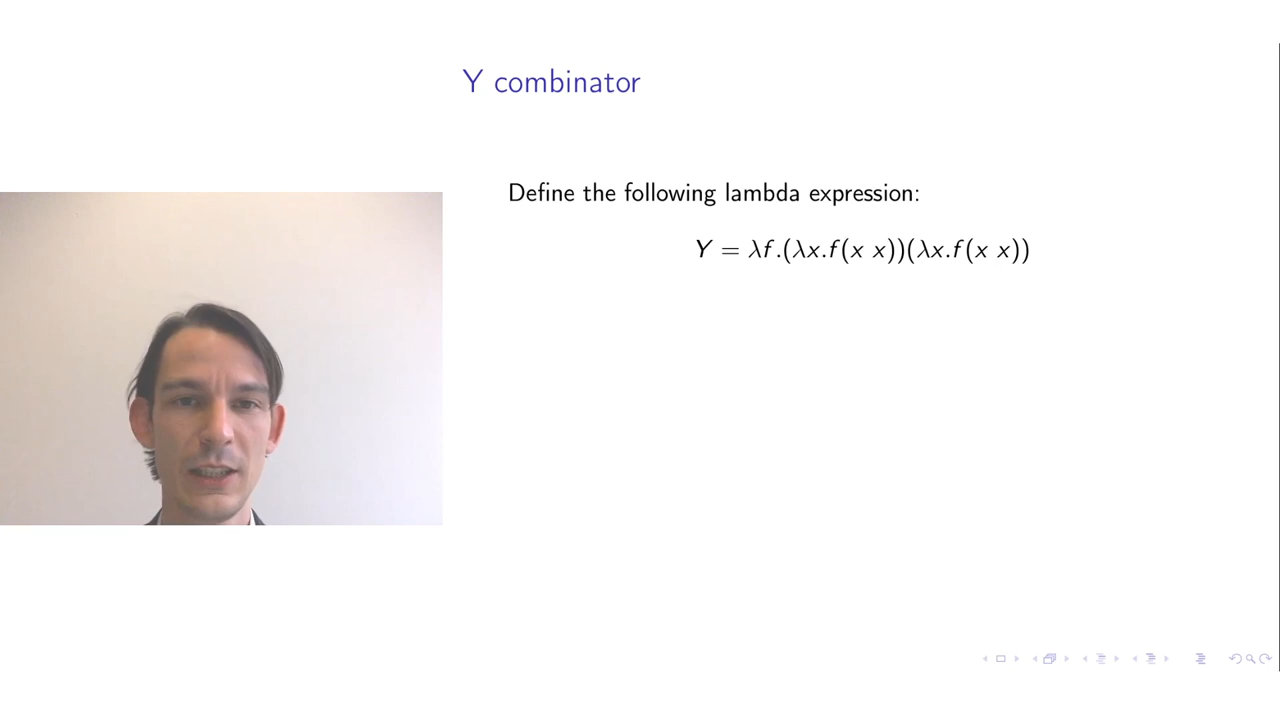 Y combinator
Define the following lambda expression:
Y = λf.(λx.f(x x))(λx.f(x x))